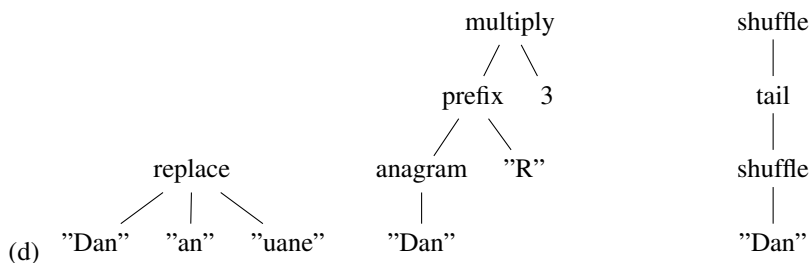 multiply shuffle
prefix 3 tail
replace anagram ”R” shuffle
(d) ”Dan” ”an” ”uane” ”Dan” ”Dan”